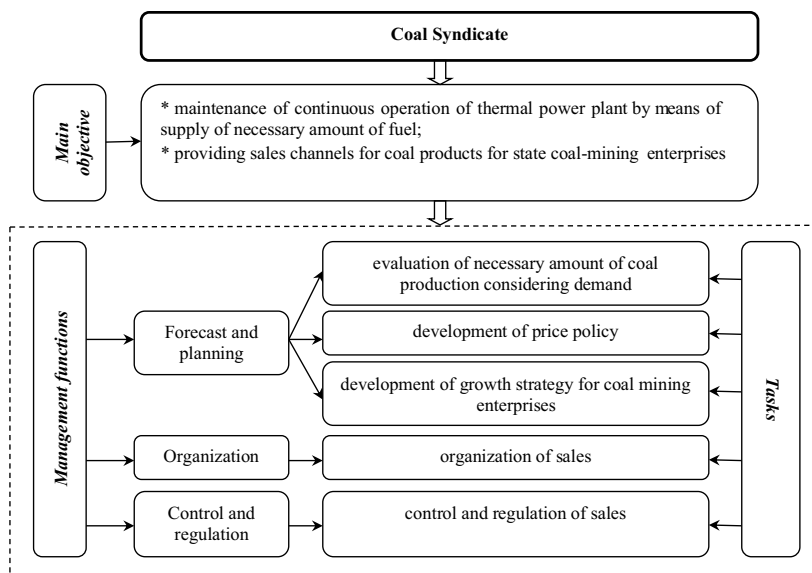 Coal Syndicate
Main
objective
* maintenance of continuous operation of thermal power plant by means of
supply of necessary amount of fuel;
* providing sales channels for coal products for state coal-mining enterprises
Management functions
Forecast and
planning
evaluation of necessary amount of coal
production considering demand
development of price policy
development of growth strategy for coal mining
enterprises
Organization
organization of sales
Control and
regulation
control and regulation of sales
Tasks